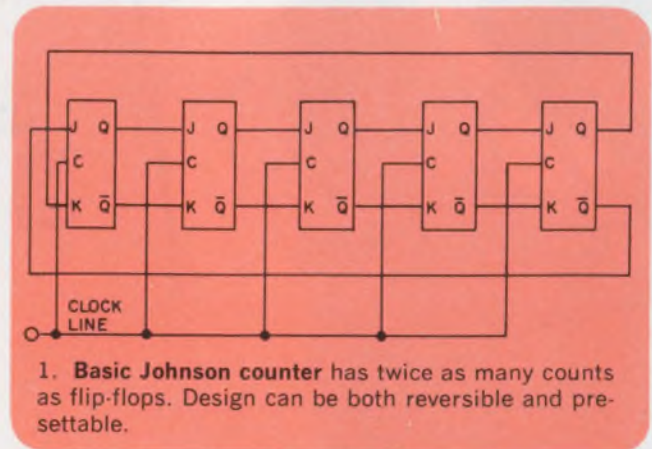 J Q J Q J Q J Q J Q
C C C C C
K Q̅ K Q̅ K Q̅ K Q̅ K Q̅
CLOCK
LINE
1. Basic Johnson counter has twice as many counts
as flip-flops. Design can be both reversible and pre-
settable.